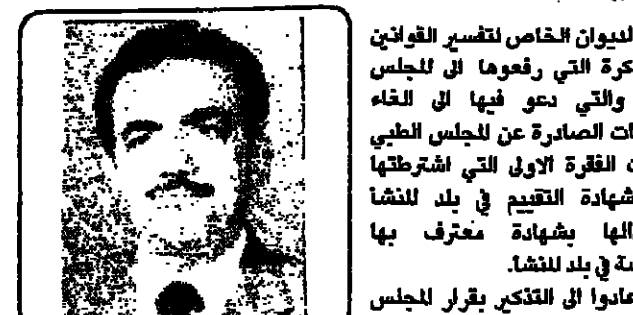 لديوان الخاص لتفسير القوانين
كرة التي رفعوها الى المجلس
والتي دعو فيها الى الغاء
ات الصادرة عن المجلس الطبي
الفقرة الاولى التي اشترطتها
شهادة التقييم في بلد المنشأ
الها بشهادة معترف بها
سة في بلد المنشأ.
عادوا الى التذكير بقرار المجلس